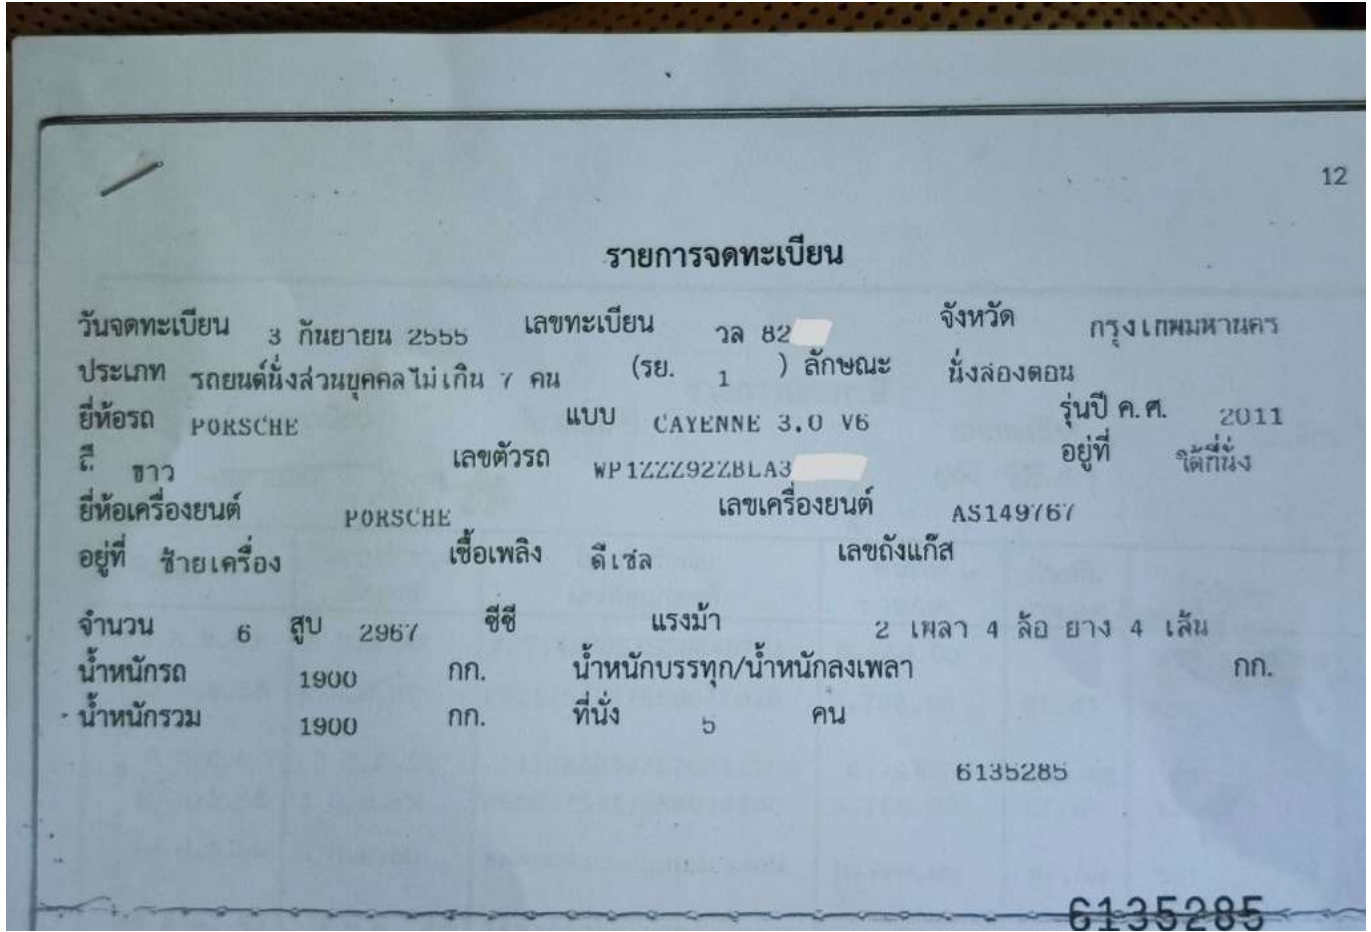 12
รายการจดทะเบียน
วันจดทะเบียน 3 กันยายน 2555 เลขทะเบียน วล 82 จังหวัด กรุงเทพมหานคร
ประเภท รถยนต์นั่งส่วนบุคคลไม่เกิน 7 คน (รย. 1 ) ลักษณะ นั่งสองตอน
ยี่ห้อรถ PORSCHE แบบ CAYENNE 3.0 V6 รุ่นปี ค.ศ. 2011
สี ขาว เลขตัวรถ WP1ZZZ92ZBLA3 อยู่ที่ ใต้ที่นั่ง
ยี่ห้อเครื่องยนต์ PORSCHE เลขเครื่องยนต์ AS149767
อยู่ที่ ซ้ายเครื่อง เชื้อเพลิง ดีเซล เลขถังแก๊ส
จำนวน 6 สูบ 2967 ซีซี แรงม้า 2 เพลา 4 ล้อ ยาง 4 เส้น
น้ำหนักรถ 1900 กก. น้ำหนักบรรทุก/น้ำหนักลงเพลา กก.
น้ำหนักรวม 1900 กก. ที่นั่ง 5 คน
6135285
6135285